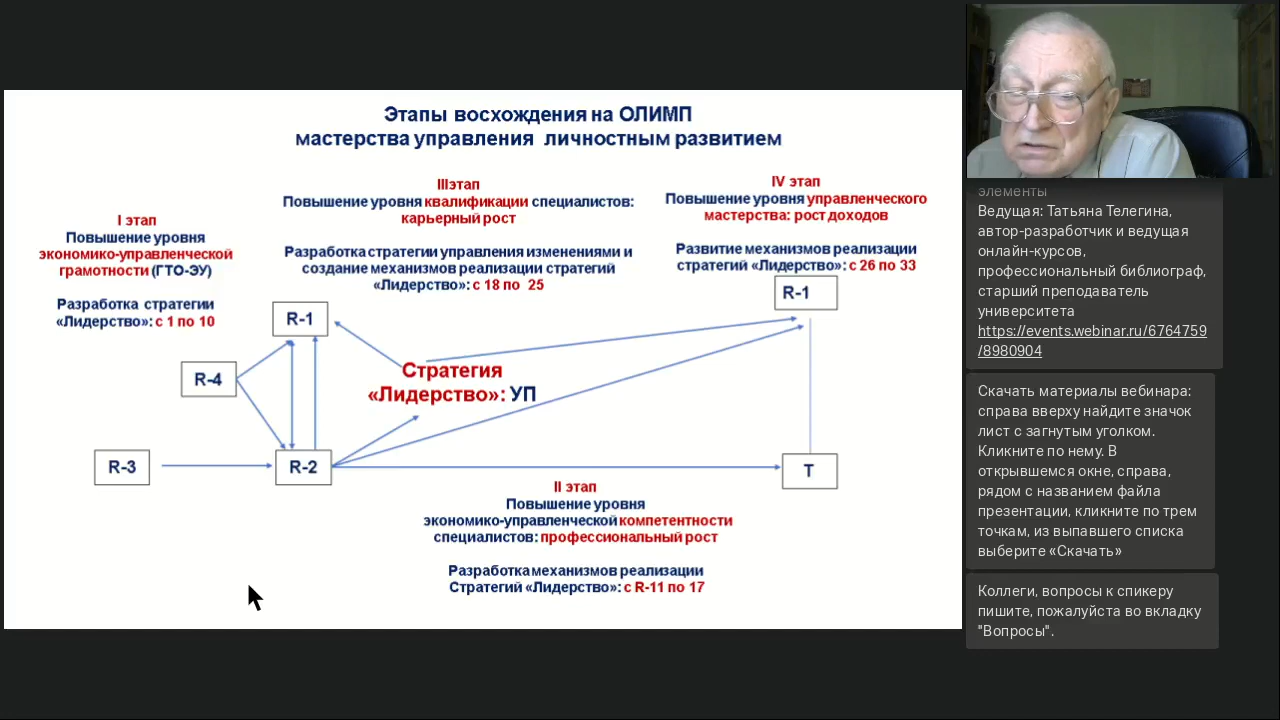 Этапы восхождения на ОЛИМП
мастерства управления личностным развитием
I этап
Повышение уровня
экономико-управленческой
грамотности (ГТО-ЭУ)
Разработка стратегии
«Лидерство»: с 1 по 10
IIIэтап
Повышение уровня квалификации специалистов:
карьерный рост
Разработка стратегии управления изменениями и
создание механизмов реализации стратегий
«Лидерство»: с 18 по 25
IV этап
Повышение уровня управленческого
мастерства: рост доходов
Развитие механизмов реализации
стратегий «Лидерство»: с 26 по 33
R-1
R-1
R-4
Стратегия
«Лидерство»: УП
R-3
R-2
T
II этап
Повышение уровня
экономико-управленческой компетентности
специалистов: профессиональный рост
Разработка механизмов реализации
Стратегий «Лидерство»: с R-11 по 17
элементы
Ведущая: Татьяна Телегина,
автор-разработчик и ведущая
онлайн-курсов,
профессиональный библиограф,
старший преподаватель
университета
https://events.webinar.ru/6764759
/8980904
Скачать материалы вебинара:
справа вверху найдите значок
лист с загнутым уголком.
Кликните по нему. В
открывшемся окне, справа,
рядом с названием файла
презентации, кликните по трем
точкам, из выпавшего списка
выберите «Скачать»
Коллеги, вопросы к спикеру
пишите, пожалуйста во вкладку
"Вопросы".